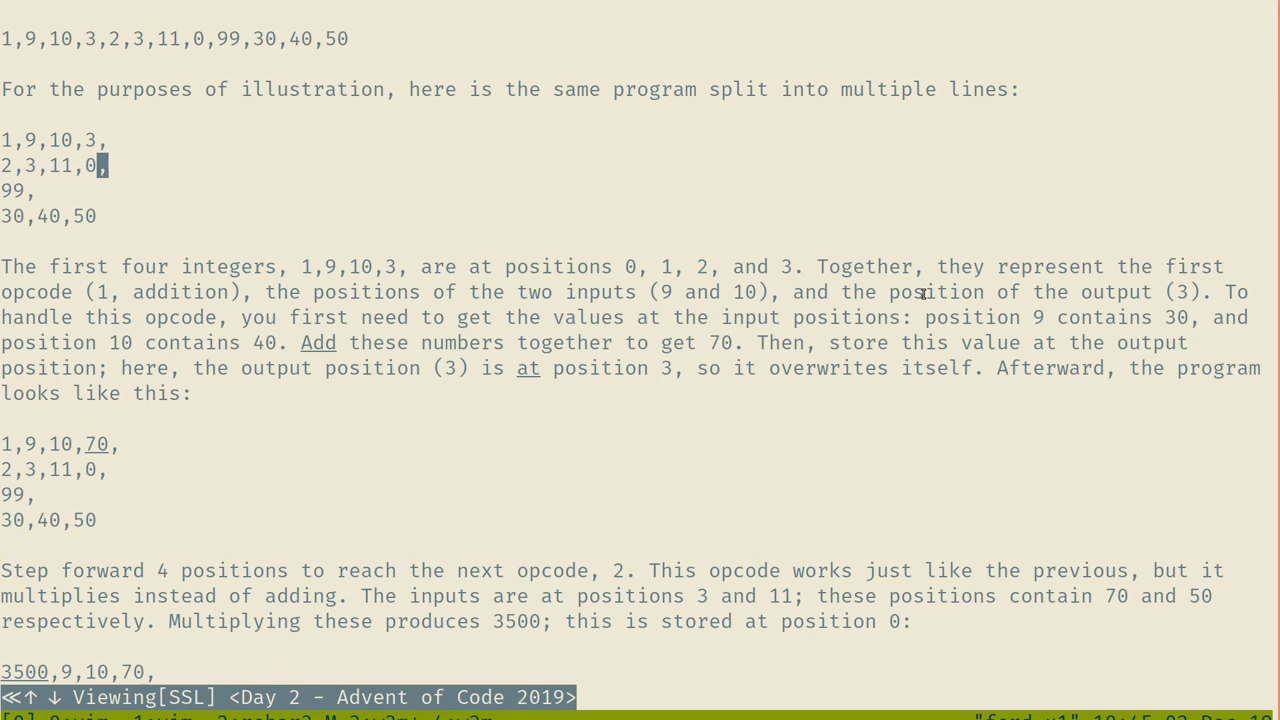 1,9,10,3,2,3,11,0,99,30,40,50
For the purposes of illustration, here is the same program split into multiple lines:
1,9,10,3,
2,3,11,0,
99,
30,40,50
The first four integers, 1,9,10,3, are at positions 0, 1, 2, and 3. Together, they represent the first
opcode (1, addition), the positions of the two inputs (9 and 10), and the position of the output (3). To
handle this opcode, you first need to get the values at the input positions: position 9 contains 30, and
position 10 contains 40. Add these numbers together to get 70. Then, store this value at the output
position; here, the output position (3) is at position 3, so it overwrites itself. Afterward, the program
looks like this:
1,9,10,70,
2,3,11,0,
99,
30,40,50
Step forward 4 positions to reach the next opcode, 2. This opcode works just like the previous, but it
multiplies instead of adding. The inputs are at positions 3 and 11; these positions contain 70 and 50
respectively. Multiplying these produces 3500; this is stored at position 0:
3500,9,10,70,
≪↑ ↓ Viewing[SSL] <Day 2 - Advent of Code 2019>